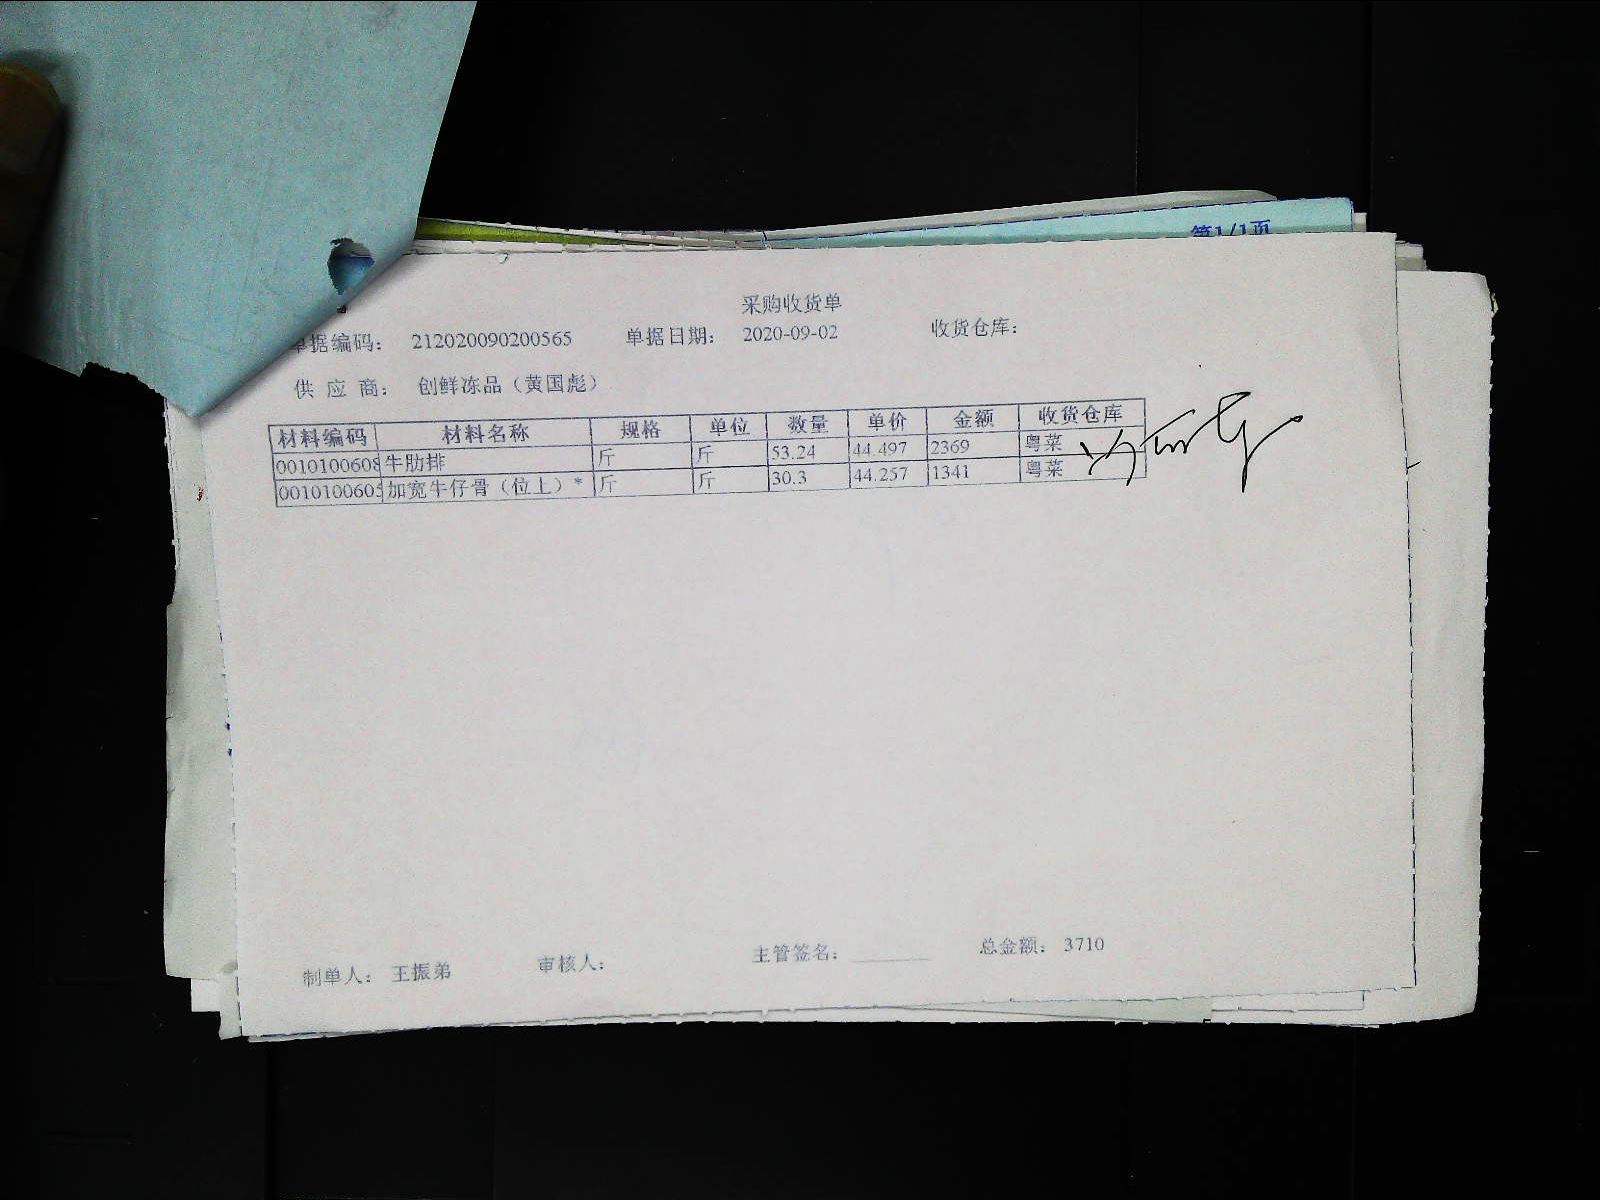 第1/1页
采购收货单
单据编码： 212020090200565 单据日期： 2020-09-02 收货仓库：
供 应 商： 创鲜冻品（黄国彪）
材料编码 材料名称 规格 单位 数量 单价 金额 收货仓库
0010100608 牛肋排 斤 斤 53.24 44.497 2369 粤菜
0010100605 加宽牛仔骨（位上）* 斤 斤 30.3 44.257 1341 粤菜
制单人： 王振弟 审核人： 主管签名： 总金额： 3710